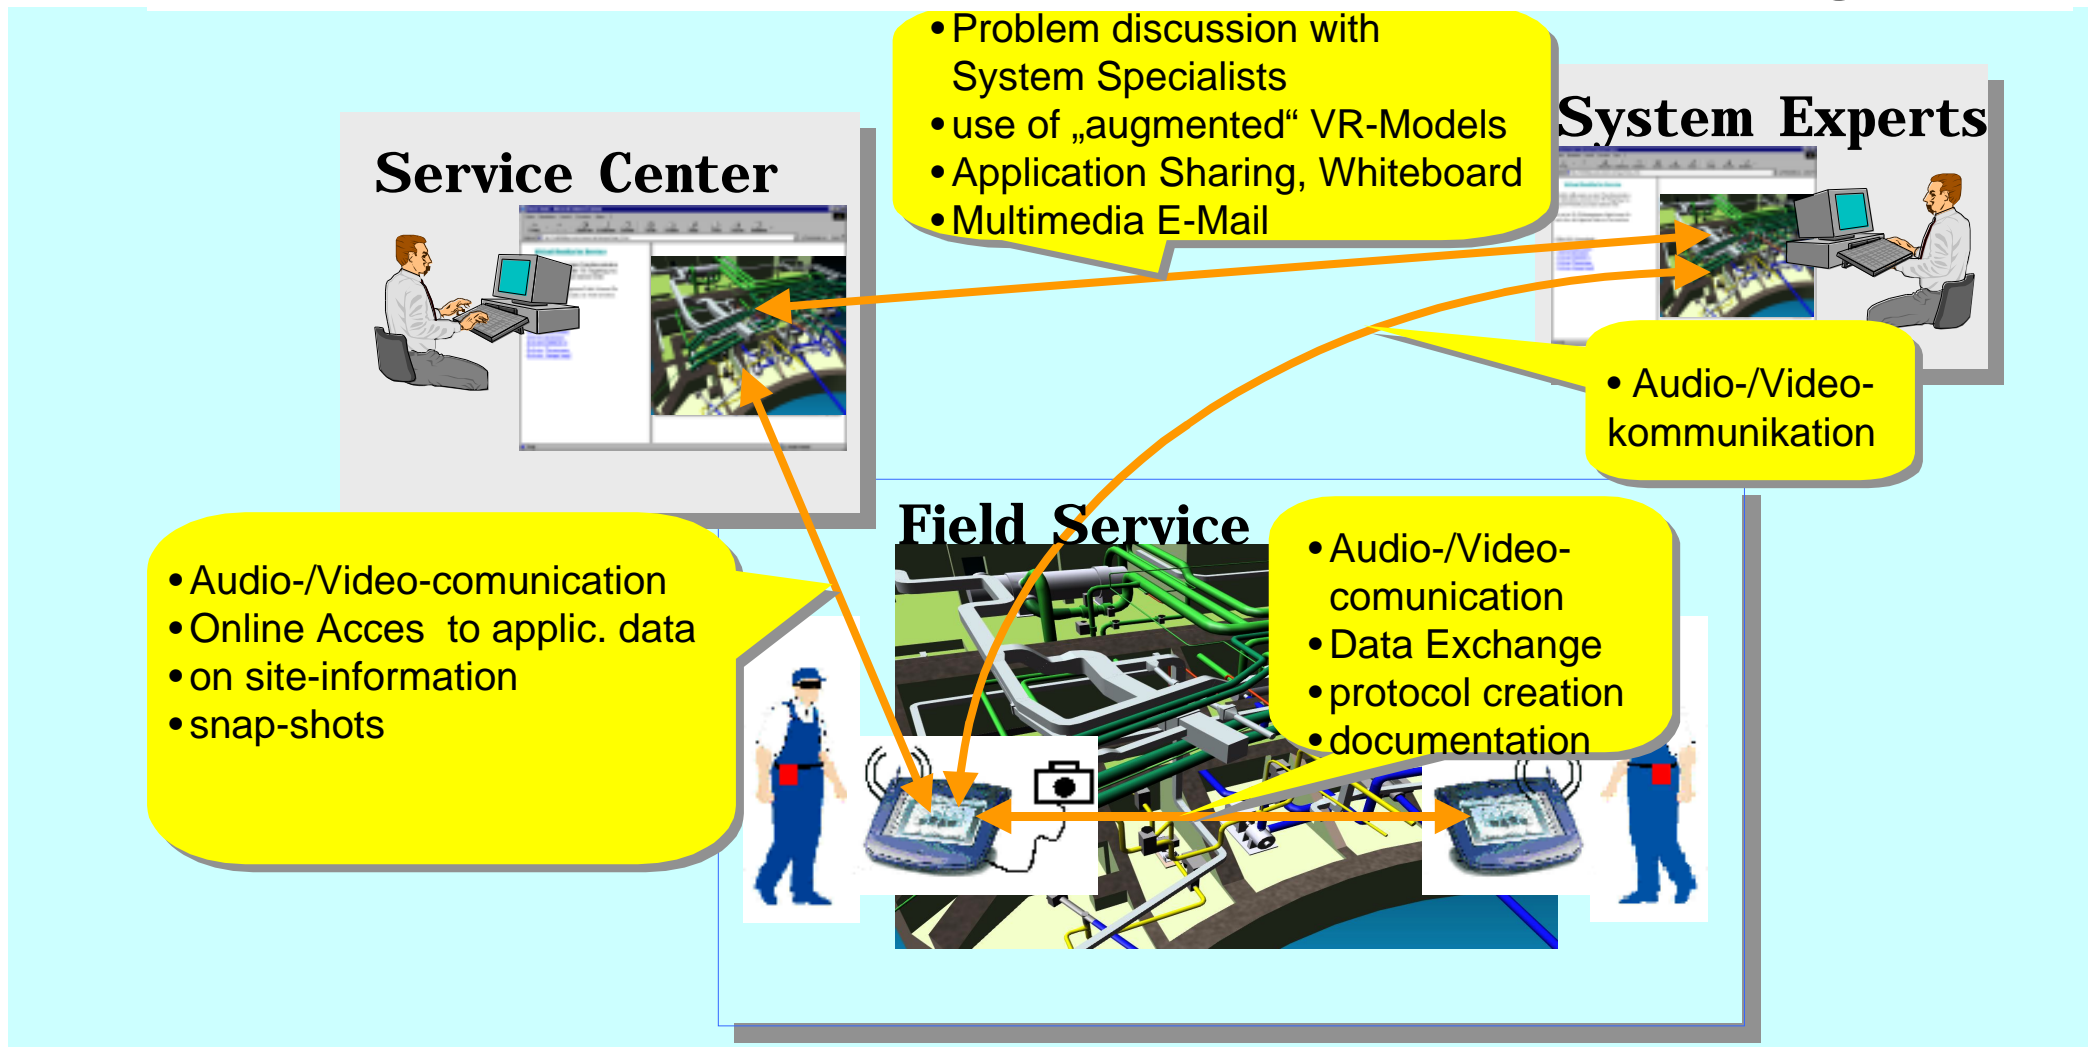 • Problem discussion with
System Specialists
• use of „augmented“ VR-Models
• Application Sharing, Whiteboard
• Multimedia E-Mail
System Experts
Service Center
• Audio-/Video-
kommunikation
Field Service
• Audio-/Video-comunication
• Online Acces to applic. data
• on site-information
• snap-shots
• Audio-/Video-
comunication
• Data Exchange
• protocol creation
• documentation